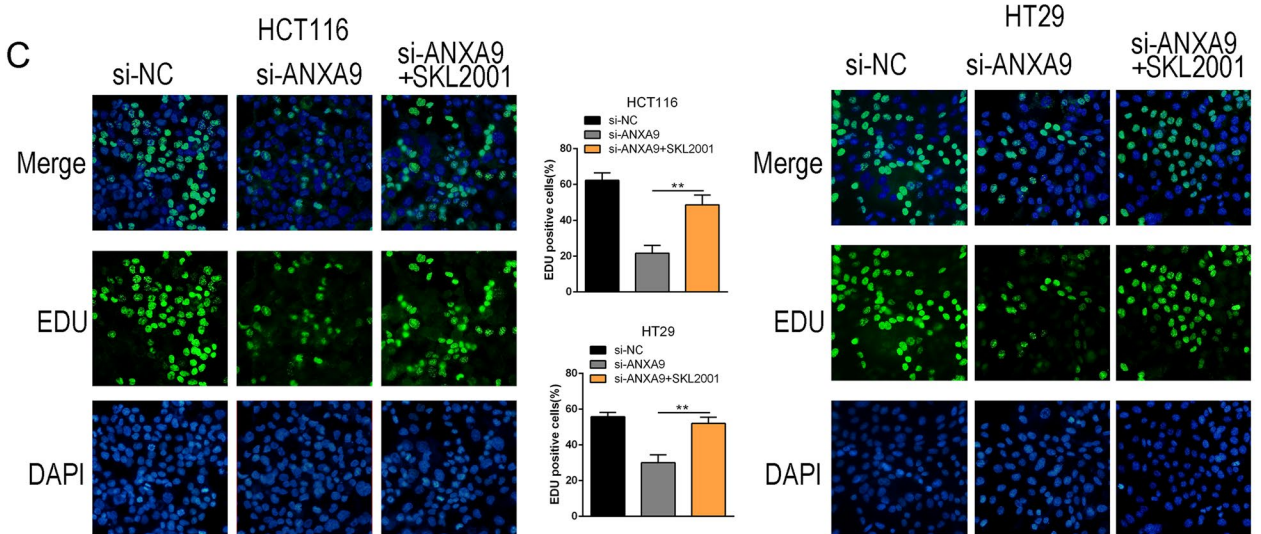 C
HCT116
si-NC
si-ANXA9
si-ANXA9
+SKL2001
Merge
EDU
DAPI
HCT116
si-NC
si-ANXA9
si-ANXA9+SKL2001
EDU positive cells(%)
80
60
40
20
0
**
HT29
si-NC
si-ANXA9
si-ANXA9+SKL2001
EDU positive cells(%)
80
60
40
20
0
**
HT29
si-NC
si-ANXA9
si-ANXA9
+SKL2001
Merge
EDU
DAPI